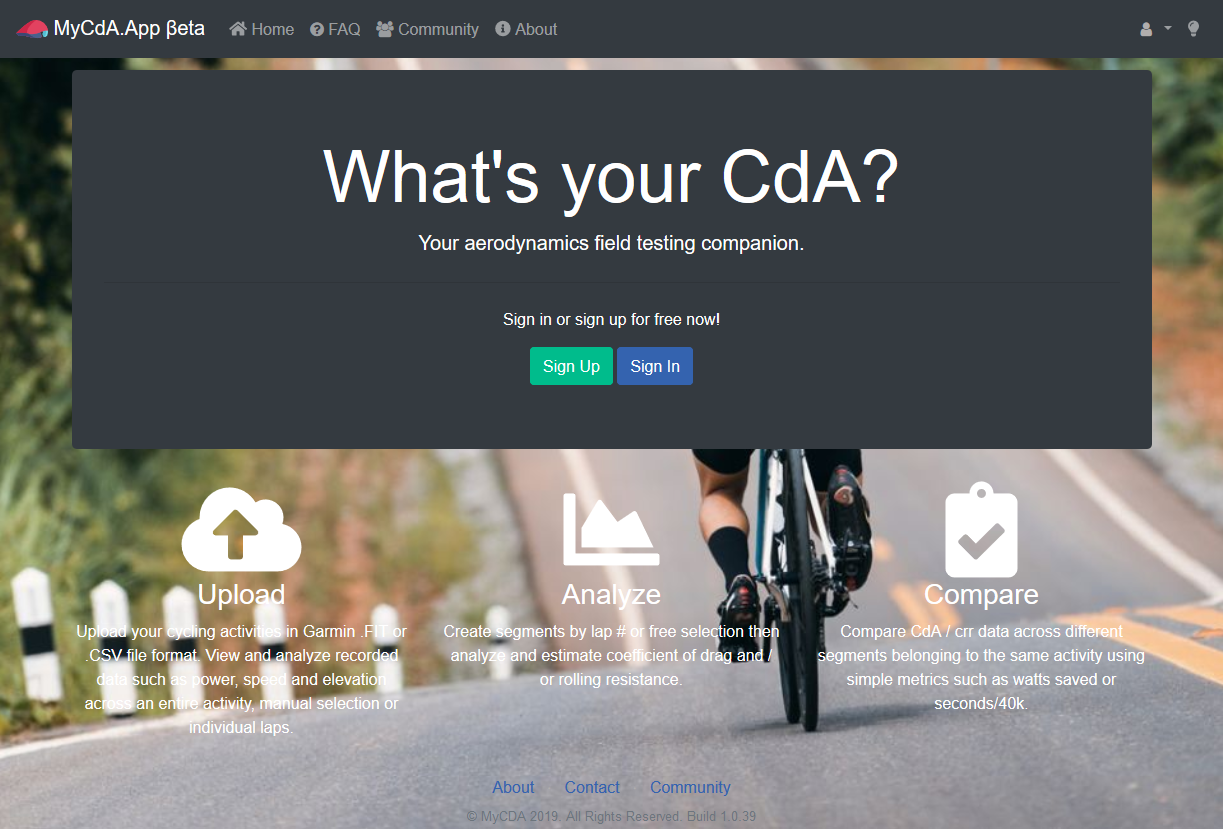 MyCdA.App βeta Home FAQ Community About
What's your CdA?
Your aerodynamics field testing companion.
Sign in or sign up for free now!
Sign Up Sign In
Upload
Upload your cycling activities in Garmin .FIT or
.CSV file format. View and analyze recorded
data such as power, speed and elevation
across an entire activity, manual selection or
individual laps.
Analyze
Create segments by lap # or free selection then
analyze and estimate coefficient of drag and /
or rolling resistance.
Compare
Compare CdA / crr data across different
segments belonging to the same activity using
simple metrics such as watts saved or
seconds/40k.
About Contact Community
© MyCDA 2019. All Rights Reserved. Build 1.0.39